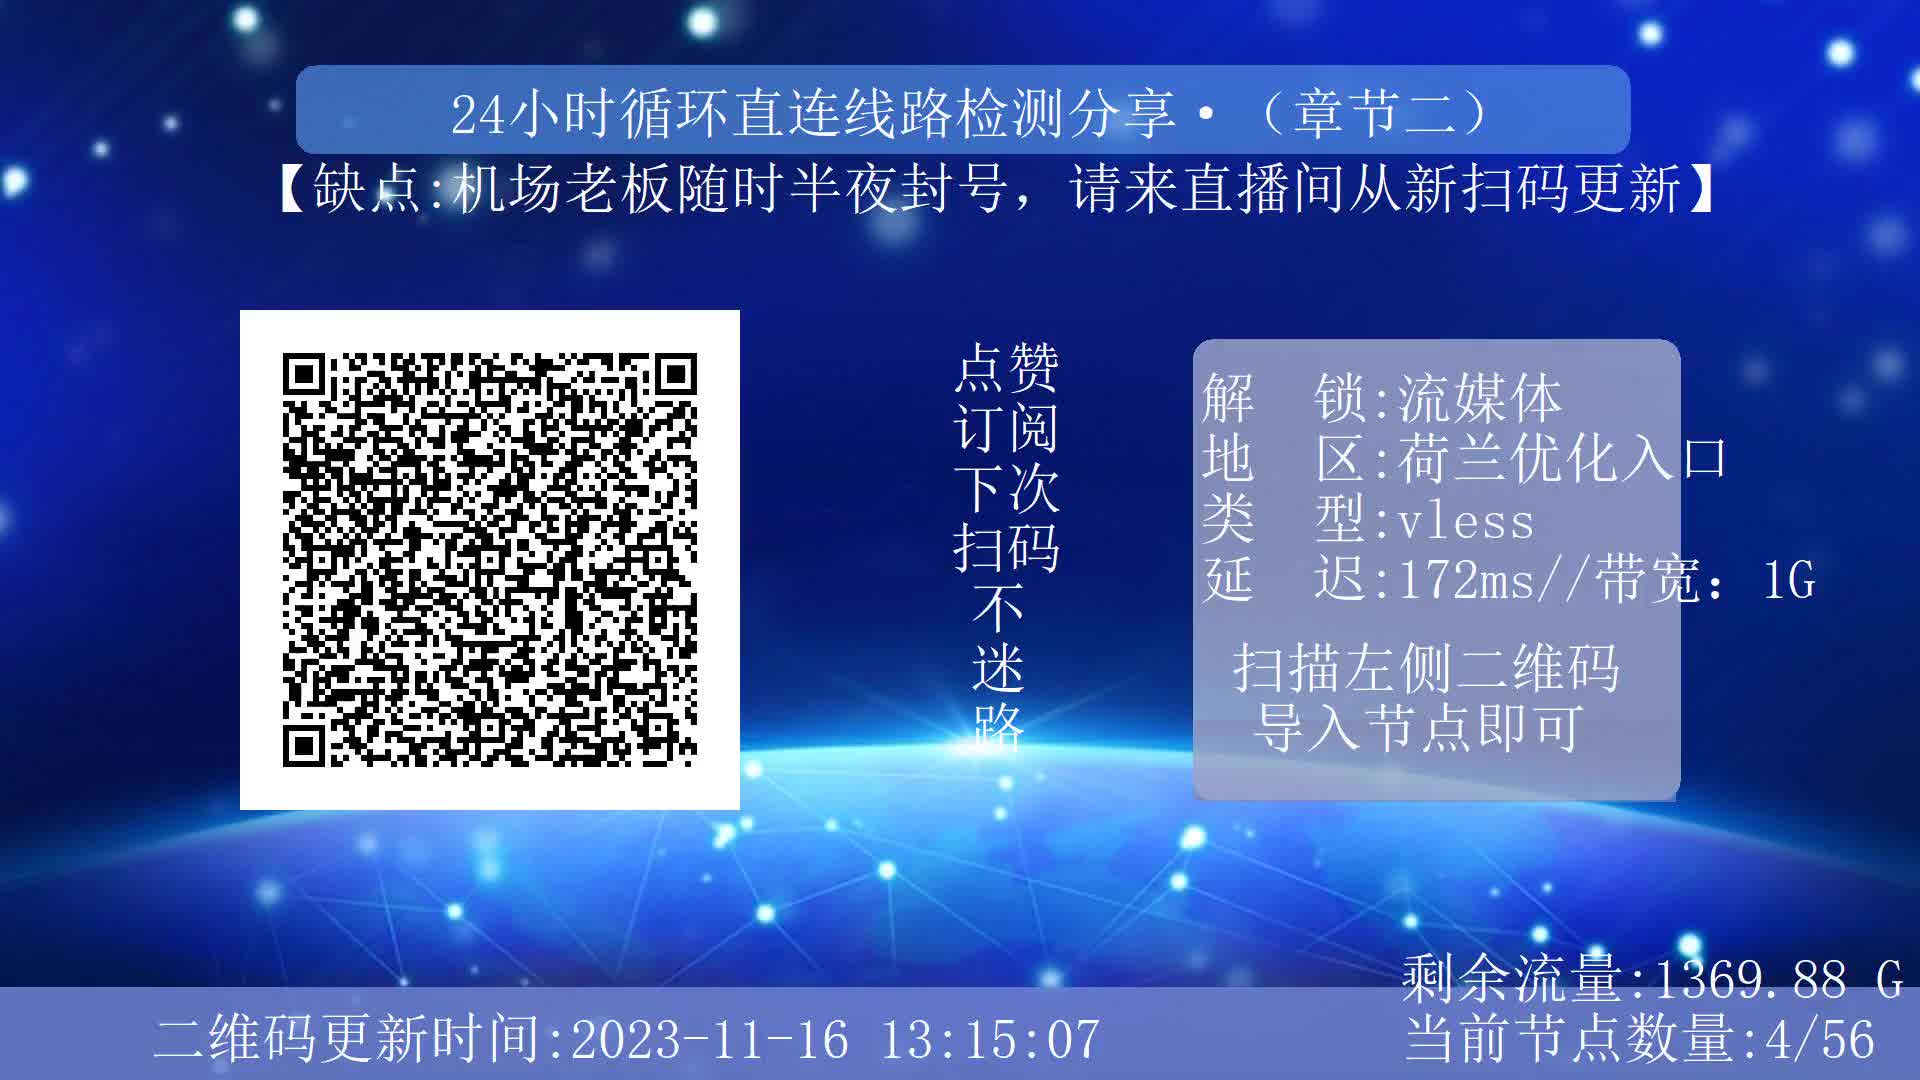 24小时循环直连线路检测分享·（章节二）
【缺点:机场老板随时半夜封号，请来直播间从新扫码更新】
点赞
订阅
下次
扫码
不
迷
路
解 锁:流媒体
地 区:荷兰优化入口
类 型:vless
延 迟:172ms//带宽：1G
扫描左侧二维码
导入节点即可
剩余流量:1369.88 G
二维码更新时间:2023-11-16 13:15:07
当前节点数量:4/56